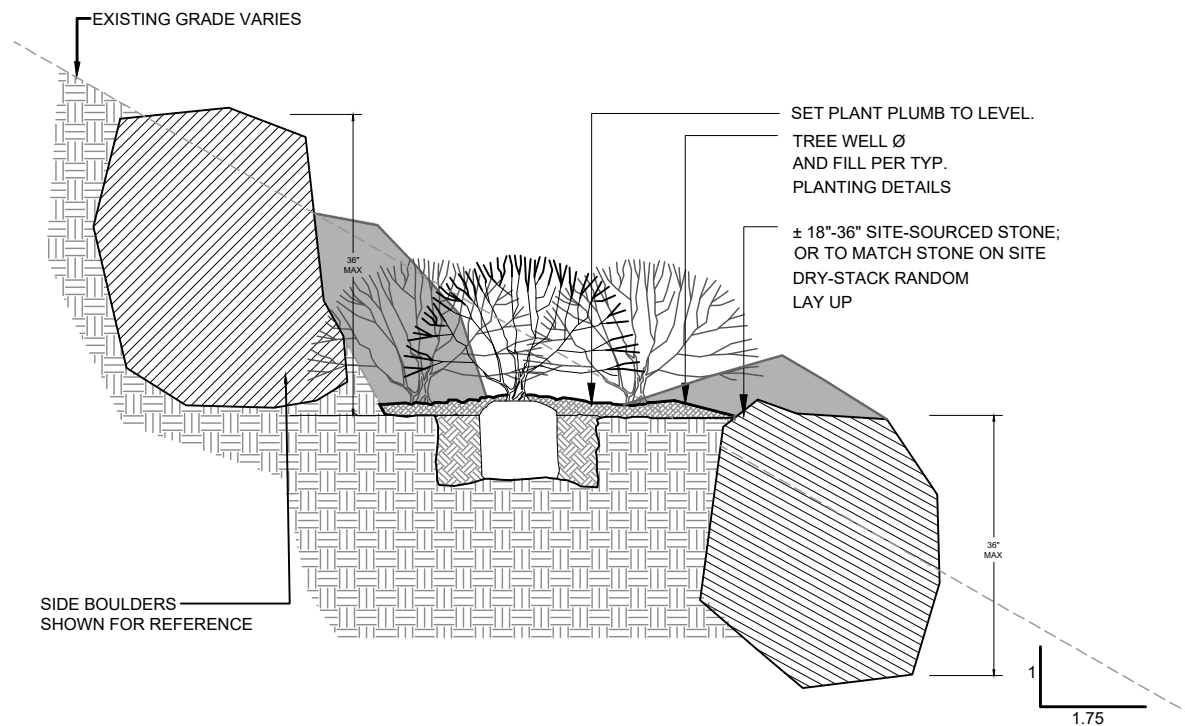 EXISTING GRADE VARIES
SET PLANT PLUMB TO LEVEL.
TREE WELL Ø
AND FILL PER TYP.
PLANTING DETAILS
± 18"-36" SITE-SOURCED STONE;
OR TO MATCH STONE ON SITE
DRY-STACK RANDOM
LAY UP
36"
MAX
36"
MAX
SIDE BOULDERS
SHOWN FOR REFERENCE
1
1.75